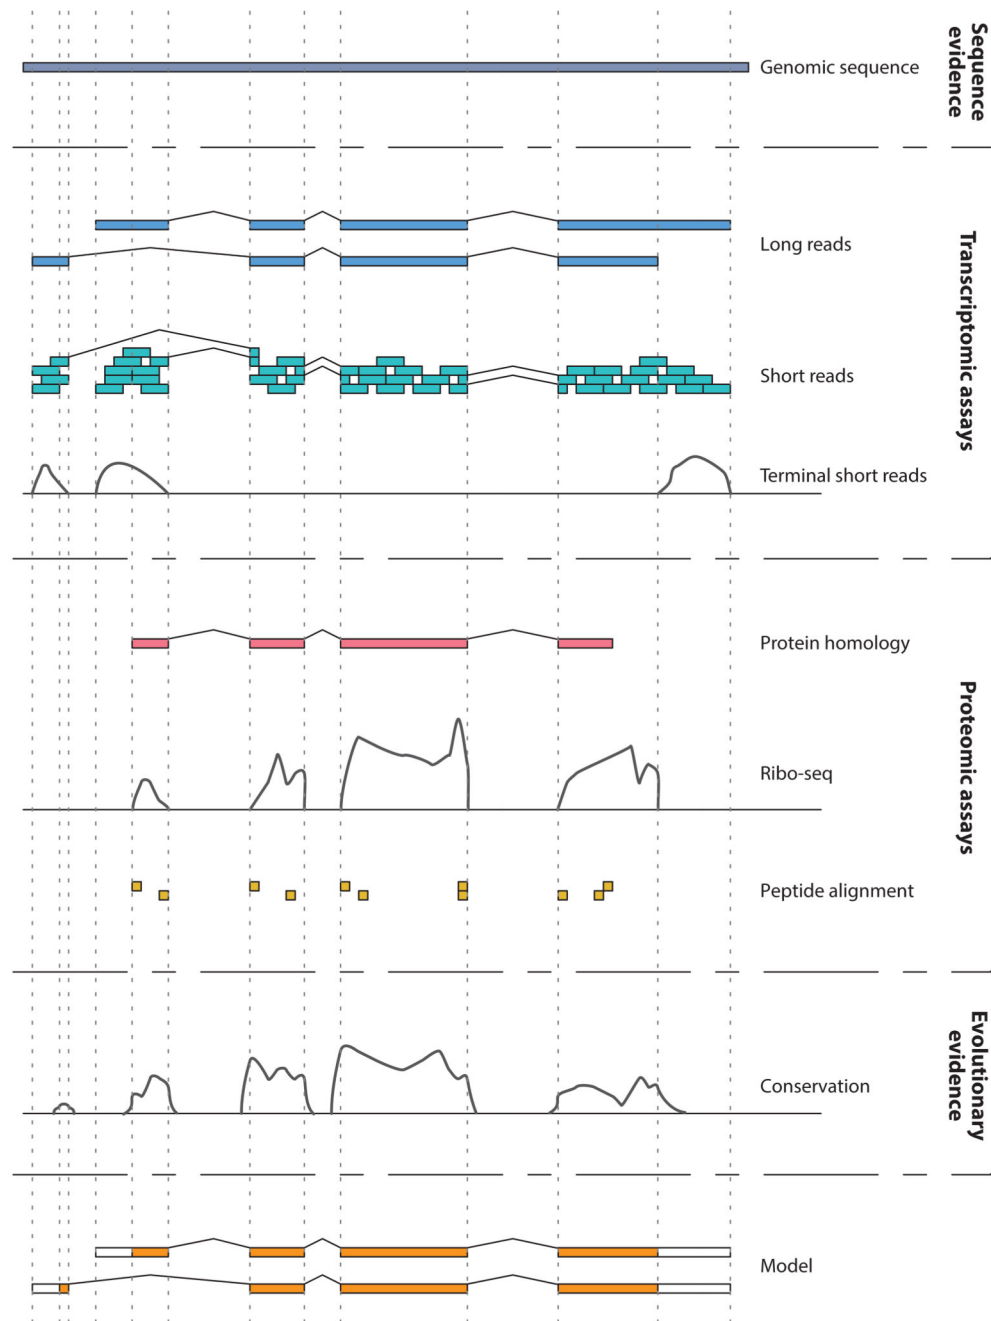 Sequence
evidence
Genomic sequence
Transcriptomic assays
Long reads
Short reads
Terminal short reads
Proteomic assays
Protein homology
Ribo-seq
Peptide alignment
Evolutionary
evidence
Conservation
Model